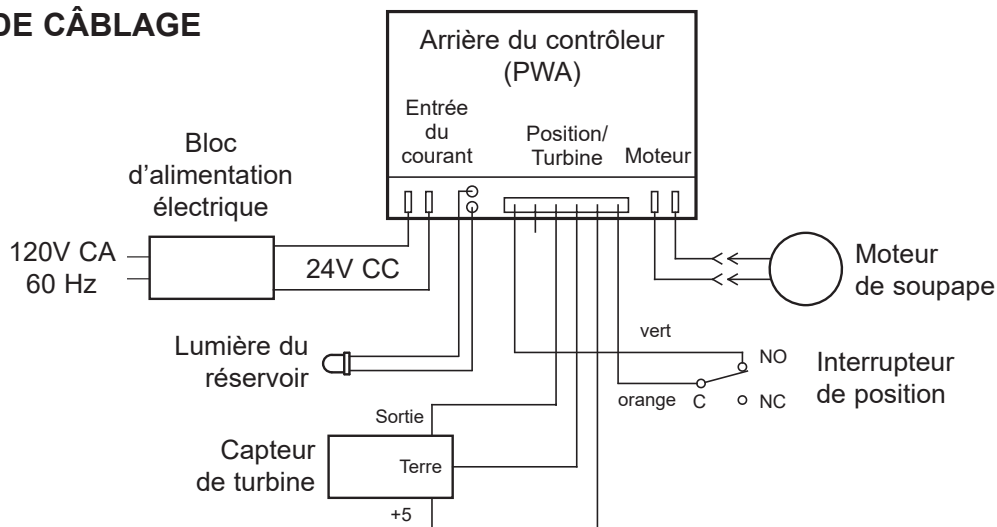 DE CÂBLAGE
Arrière du contrôleur
(PWA)
Entrée
du
courant
Position/
Turbine
Moteur
Bloc
d’alimentation
électrique
120V CA
60 Hz
24V CC
Moteur
de soupape
Lumière du
réservoir
vert
NO
Interrupteur
de position
orange
C
NC
Sortie
Capteur
de turbine
Terre
+5